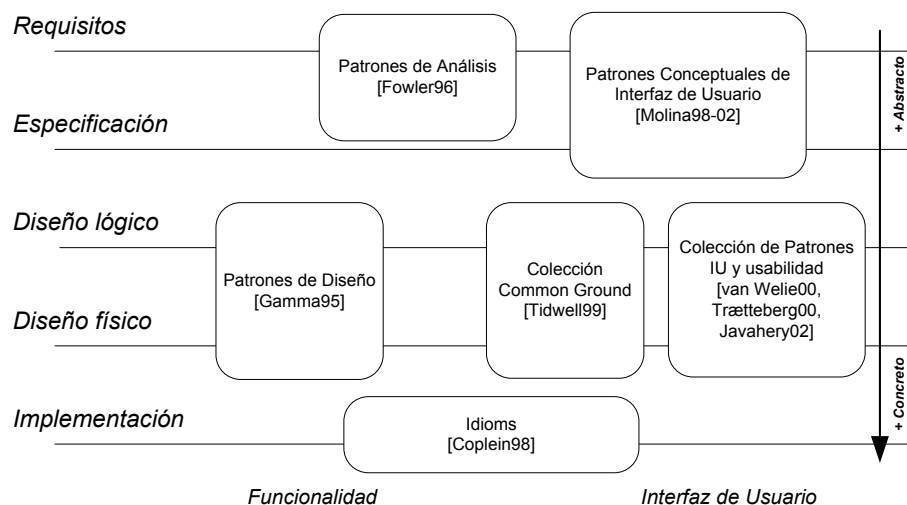 Requisitos
Patrones de Análisis
[Fowler96]
Patrones Conceptuales de
Interfaz de Usuario
[Molina98-02]
+ Abstracto
Especificación
Diseño lógico
Patrones de Diseño
[Gamma95]
Colección
Common Ground
[Tidwell99]
Colección de Patrones
IU y usabilidad
[van Welie00,
Trætteberg00,
Javahery02]
Diseño físico
+ Concreto
Implementación
Idioms
[Coplein98]
Funcionalidad
Interfaz de Usuario